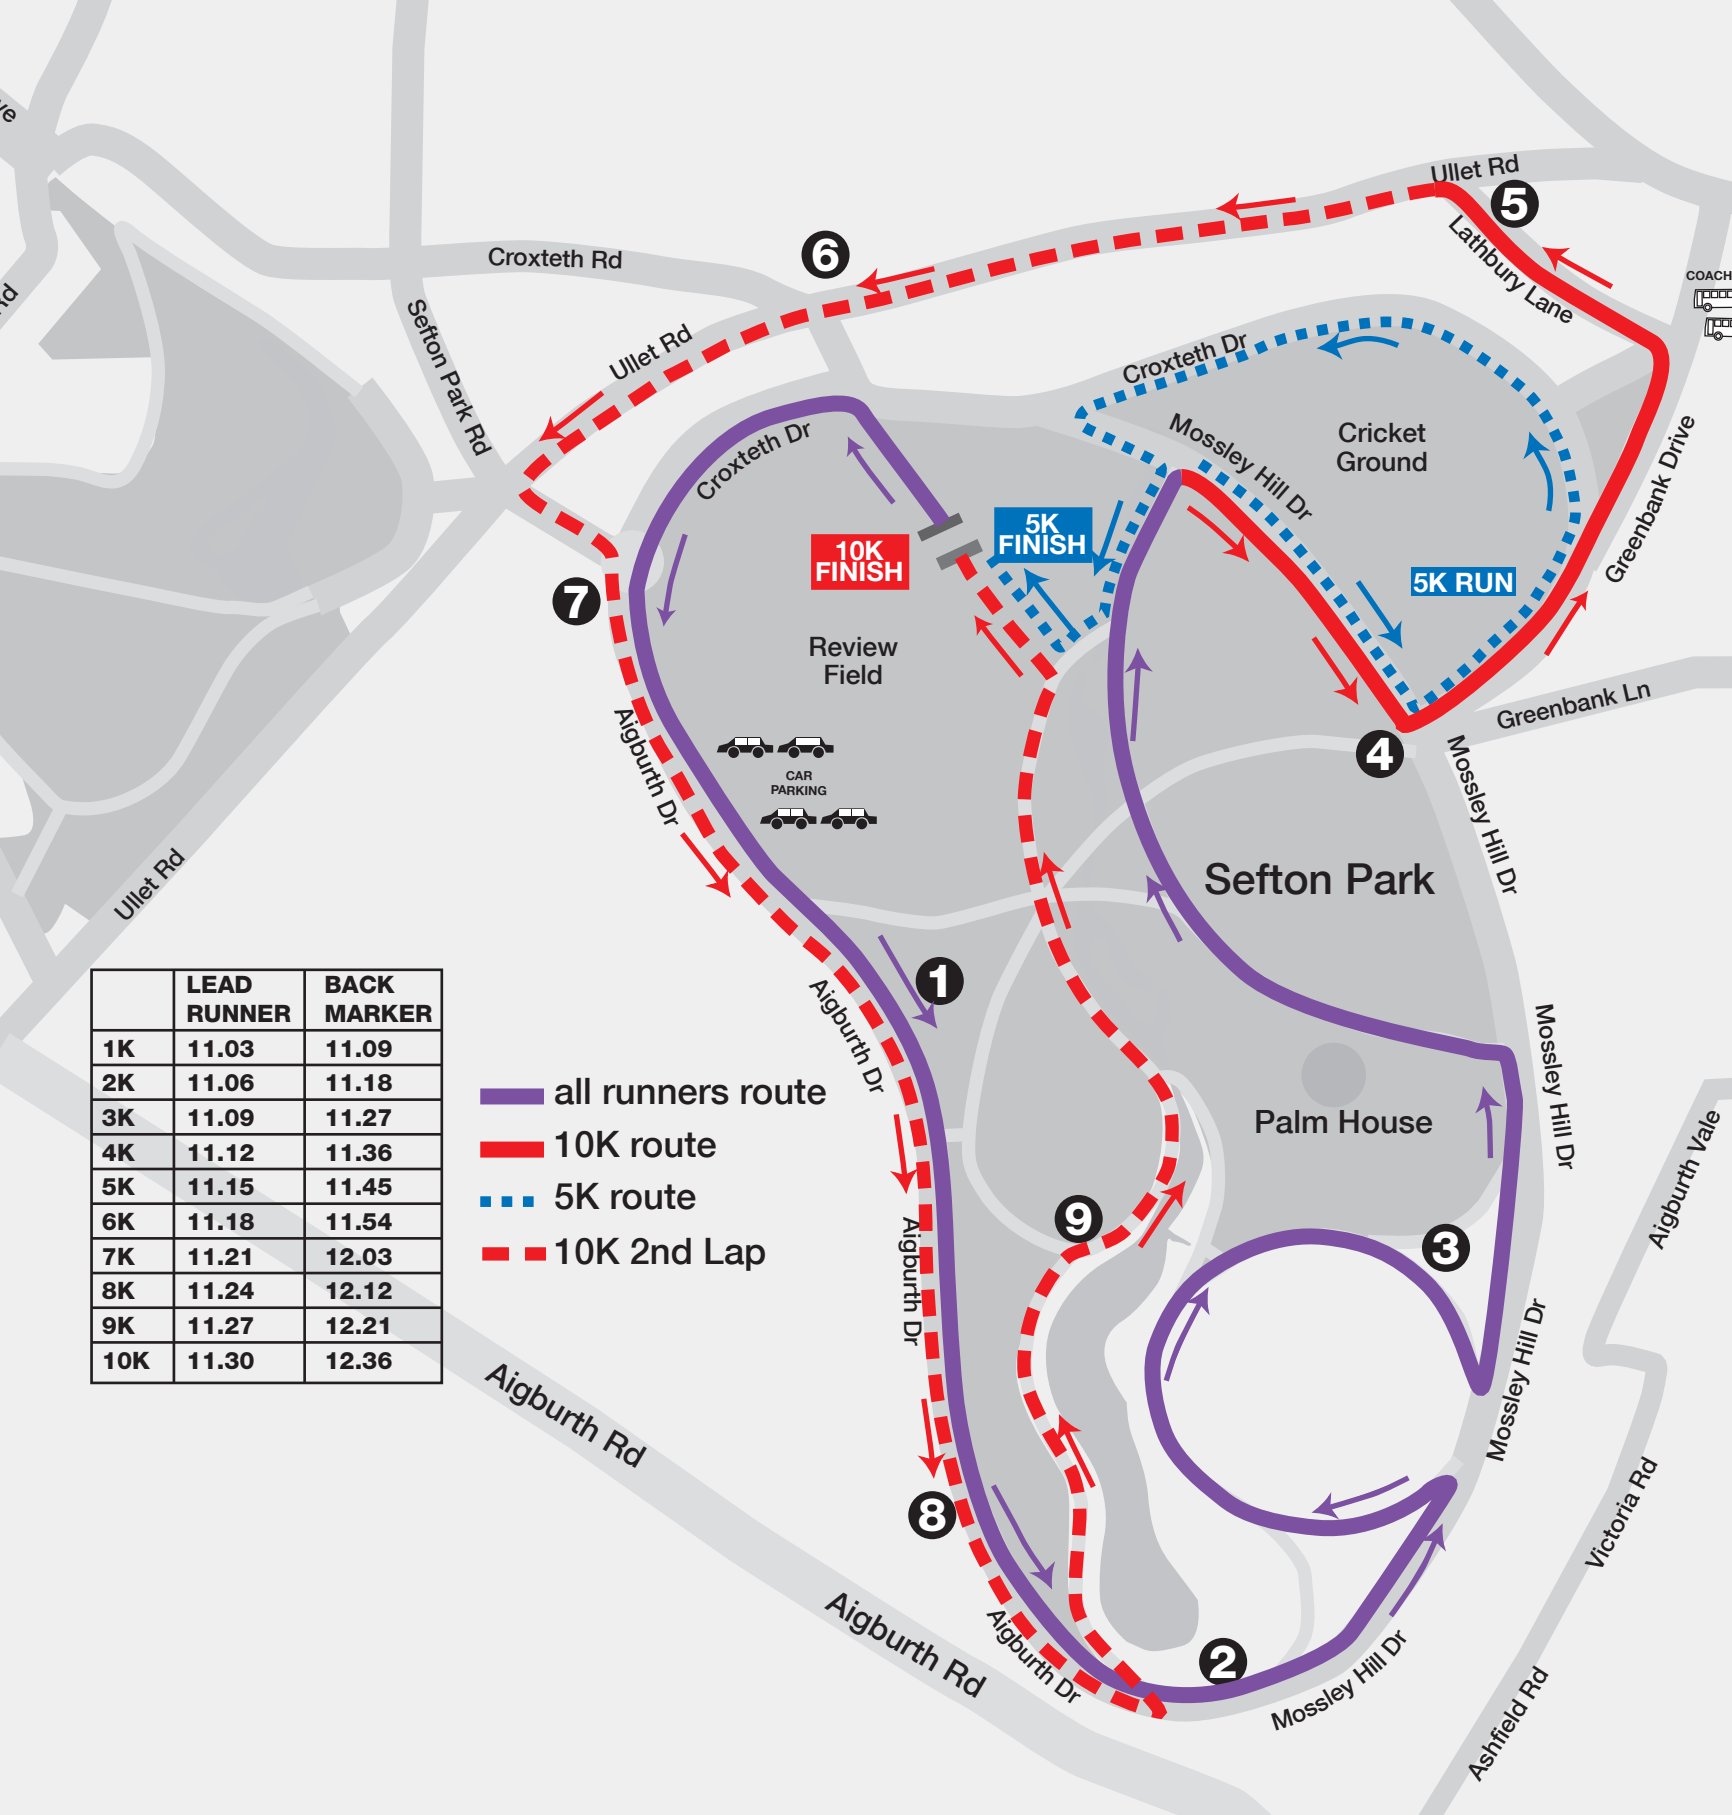 ve
Rd
Ullet Rd
5
Lathbury Lane
COACH
6
Croxteth Rd
Sefton Park Rd
Ullet Rd
Croxteth Dr
Mossley Hill Dr
Cricket
Ground
Croxteth Dr
Greenbank Drive
5K
FINISH
10K
FINISH
5K RUN
7
Review
Field
Greenbank Ln
4
Aigburth Dr
CAR
PARKING
Mossley Hill Dr
Sefton Park
Ullet Rd
1
Aigburth Dr
LEAD RUNNER BACK MARKER
1K 11.03 11.09
2K 11.06 11.18
3K 11.09 11.27
4K 11.12 11.36
5K 11.15 11.45
6K 11.18 11.54
7K 11.21 12.03
8K 11.24 12.12
9K 11.27 12.21
10K 11.30 12.36
all runners route
10K route
5K route
10K 2nd Lap
Mossley Hill Dr
Palm House
Aigburth Vale
9
3
Aigburth Dr
Mossley Hill Dr
Aigburth Rd
8
Victoria Rd
Aigburth Rd
Aigburth Dr
2
Mossley Hill Dr
Ashfield Rd